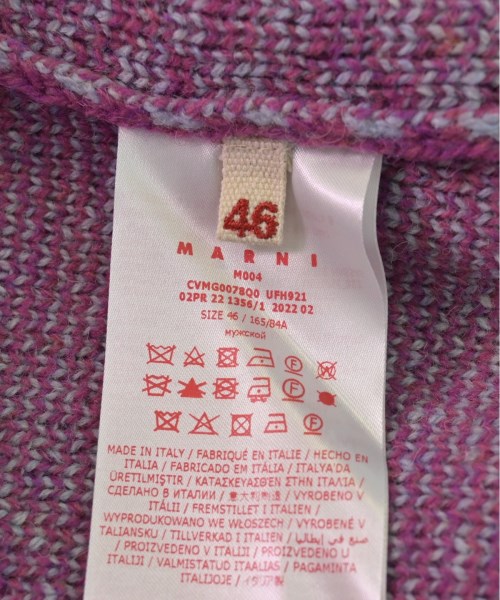 46
MARNI
M004
CVMG0078Q0 UFH921
02PR 22 1356/1 2022 02
SIZE 46 / 165/84A
мужской
MADE IN ITALY / FABRIQUÉ EN ITALIE / HECHO EN
ITALIA / FABRICADO EM ITÁLIA / ITALYA'DA
ÜRETILMIŞTIR / ΚΑΤΑΣΚΕΥΑΣΘΕΝ ΣΤΗΝ ΙΤΑΛΙΑ /
СДЕЛАНО В ИТАЛИИ / 意大利制造 / VYROBENO V
ITÁLII / FREMSTILLET I ITALIEN /
WYPRODUKOWANO WE WŁOSZECH / VYROBENÉ V
TALIANSKU / TILLVERKAD I ITALIEN / صنع في إيطاليا
/ PROIZVEDENO V ITALIJI / PROIZVEDENO U
ITALIJI / VALMISTATUD ITAALIAS / PAGAMINTA
ITALIJOJE / イタリア製